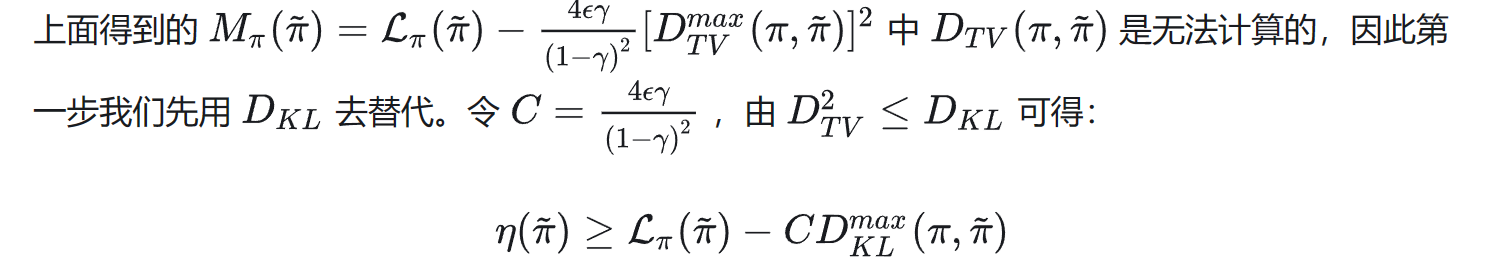 上面得到的 $M_\pi(\tilde{\pi}) = \mathcal{L}_\pi(\tilde{\pi}) - \frac{4\epsilon\gamma}{(1-\gamma)^2}[D_{TV}^{max}(\pi, \tilde{\pi})]^2$ 中 $D_{TV}(\pi, \tilde{\pi})$ 是无法计算的，因此第
一步我们先用 $D_{KL}$ 去替代。令 $C = \frac{4\epsilon\gamma}{(1-\gamma)^2}$ ，由 $D_{TV}^2 \leq D_{KL}$ 可得：
$\eta(\tilde{\pi}) \geq \mathcal{L}_\pi(\tilde{\pi}) - CD_{KL}^{max}(\pi, \tilde{\pi})$